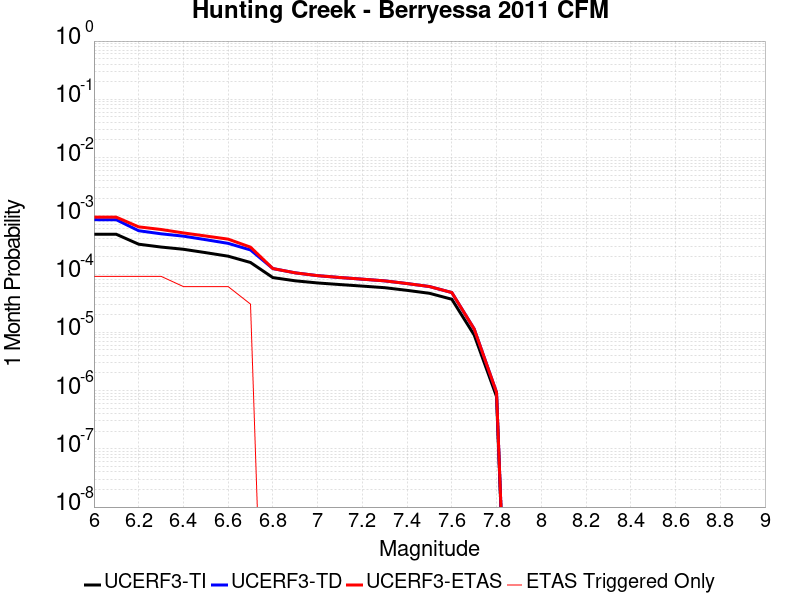 Hunting Creek - Berryessa 2011 CFM
10^0
10^-1
10^-2
10^-3
10^-4
10^-5
10^-6
10^-7
10^-8
1 Month Probability
6 6.2 6.4 6.6 6.8 7 7.2 7.4 7.6 7.8 8 8.2 8.4 8.6 8.8 9
Magnitude
UCERF3-TI UCERF3-TD UCERF3-ETAS ETAS Triggered Only